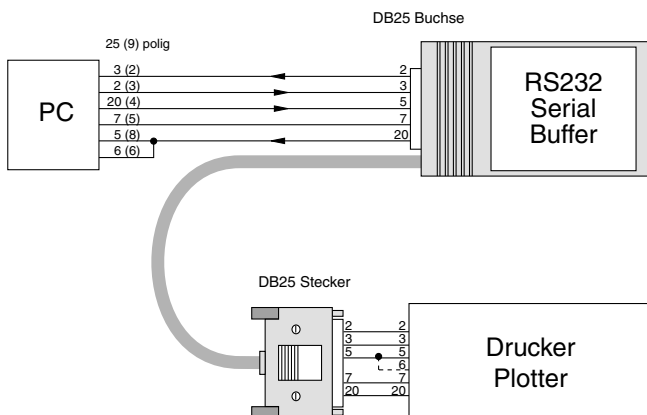 DB25 Buchse
25 (9) polig
PC
3 (2)
2 (3)
20 (4)
7 (5)
5 (8)
6 (6)
2
3
5
7
20
RS232
Serial
Buffer
DB25 Stecker
2
3
5
7
20
2
3
5
6
7
20
Drucker
Plotter